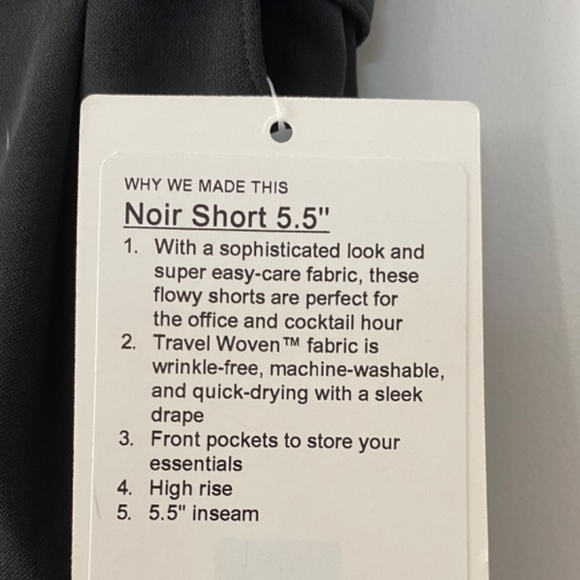 WHY WE MADE THIS
Noir Short 5.5"
1. With a sophisticated look and
super easy-care fabric, these
flowy shorts are perfect for
the office and cocktail hour
2. Travel Woven™ fabric is
wrinkle-free, machine-washable,
and quick-drying with a sleek
drape
3. Front pockets to store your
essentials
4. High rise
5. 5.5" inseam